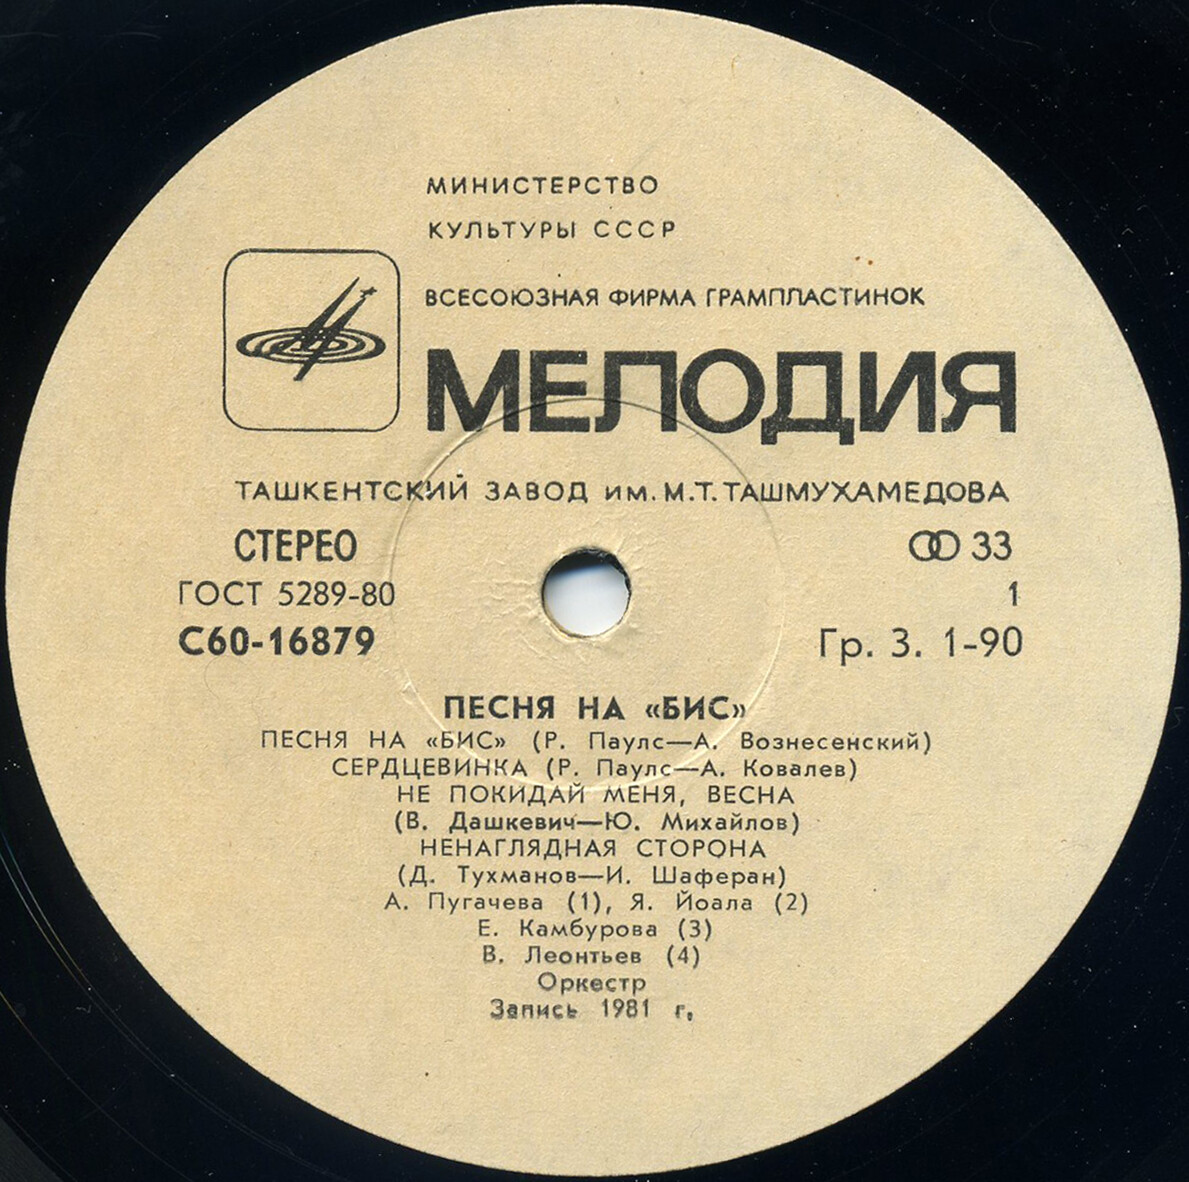 МИНИСТЕРСТВО
КУЛЬТУРЫ СССР
ВСЕСОЮЗНАЯ ФИРМА ГРАМПЛАСТИНОК
МЕЛОДИЯ
ТАШКЕНТСКИЙ ЗАВОД им. М.Т. ТАШМУХАМЕДОВА
СТЕРЕО 33
ГОСТ 5289-80 1
С60-16879 Гр. 3. 1-90
ПЕСНЯ НА «БИС»
ПЕСНЯ НА «БИС» (Р. Паулс—А. Вознесенский)
СЕРДЦЕВИНКА (Р. Паулс—А. Ковалев)
НЕ ПОКИДАЙ МЕНЯ, ВЕСНА
(В. Дашкевич—Ю. Михайлов)
НЕНАГЛЯДНАЯ СТОРОНА
(Д. Тухманов—И. Шаферан)
А. Пугачева (1), Я. Йоала (2)
Е. Камбурова (3)
В. Леонтьев (4)
Оркестр
Запись 1981 г.